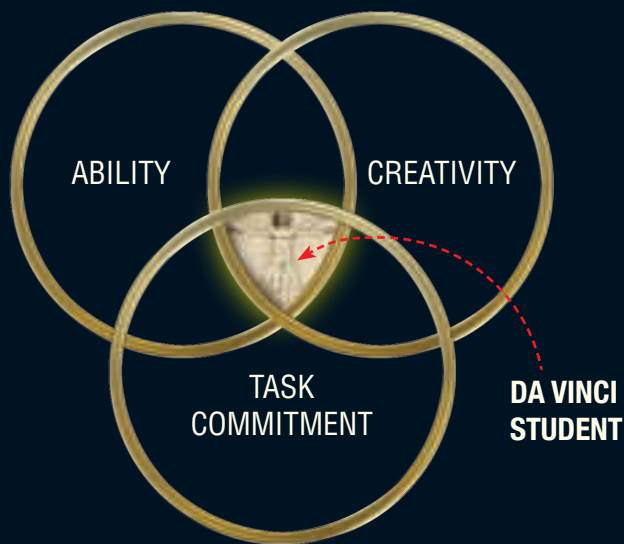 ABILITY
CREATIVITY
TASK
COMMITMENT
DA VINCI
STUDENT